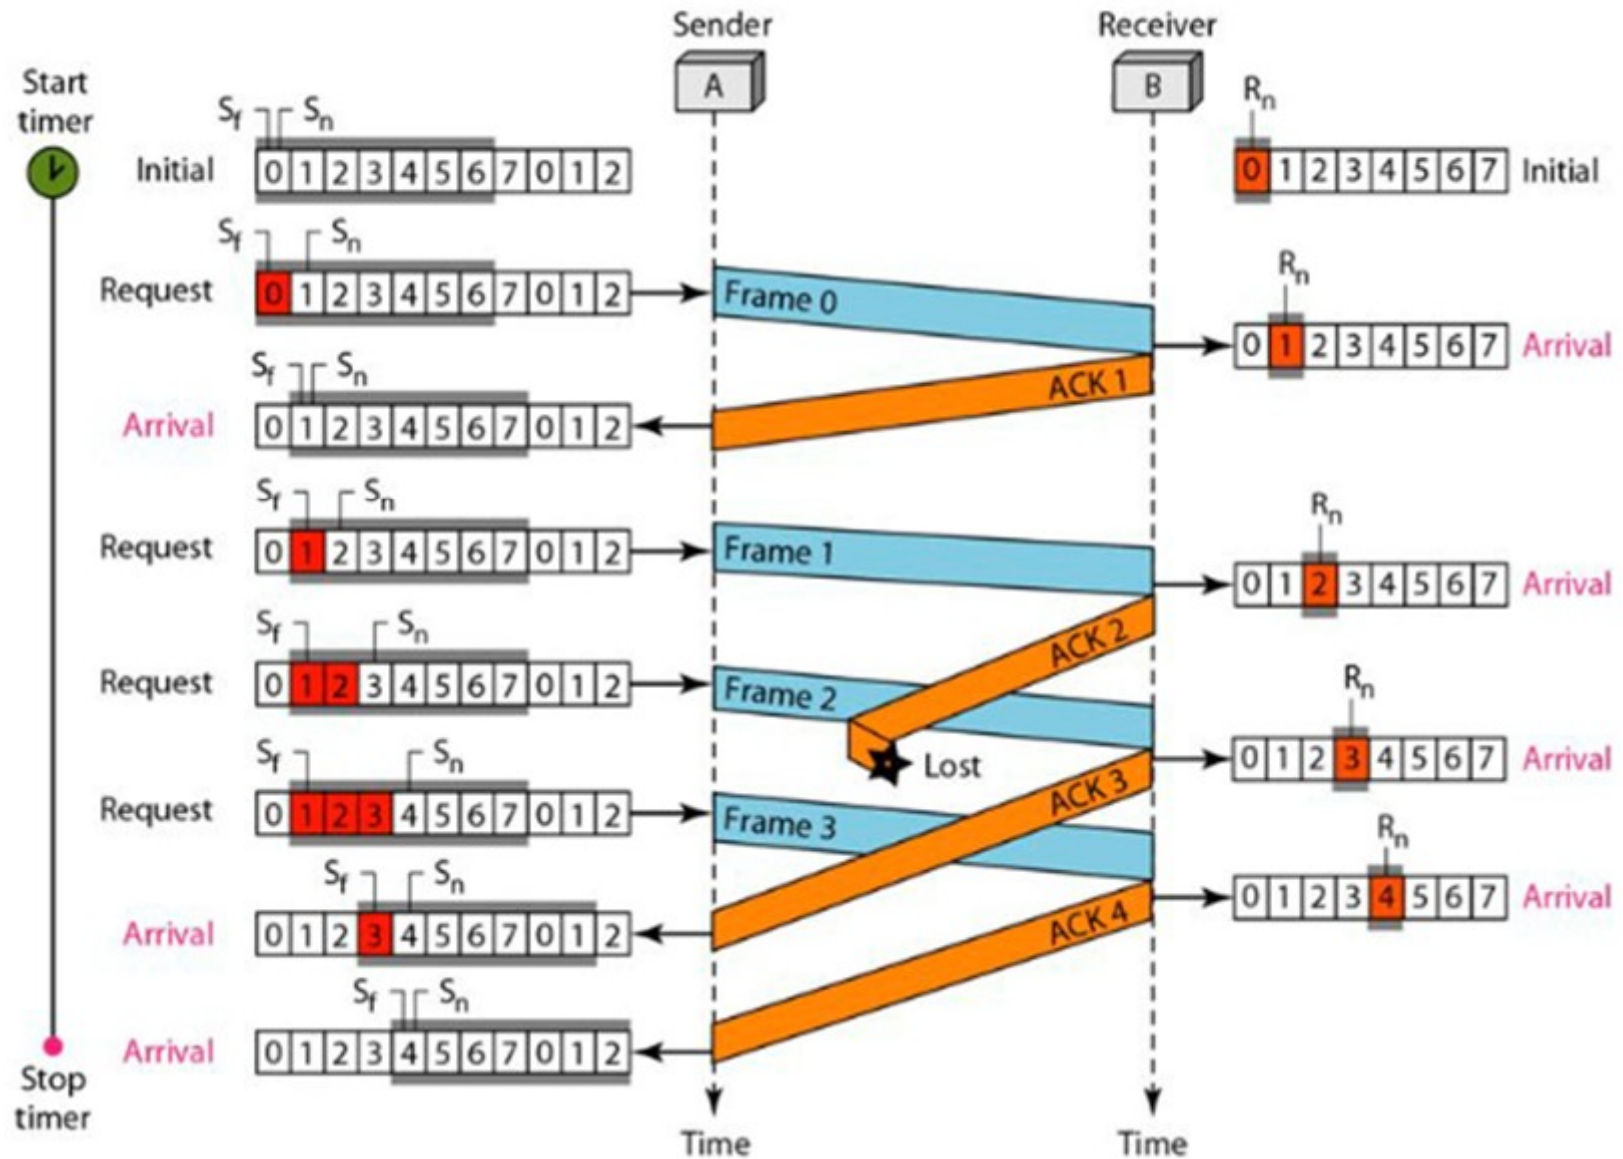 Sender
Receiver
Start
timer
A
B
Sf Sn
Rn
Initial
0 1 2 3 4 5 6 7 0 1 2
0 1 2 3 4 5 6 7
Initial
Sf Sn
Request
0 1 2 3 4 5 6 7 0 1 2
Frame 0
Rn
0 1 2 3 4 5 6 7
Arrival
Sf Sn
ACK 1
Arrival
0 1 2 3 4 5 6 7 0 1 2
Sf Sn
Request
0 1 2 3 4 5 6 7 0 1 2
Frame 1
Rn
0 1 2 3 4 5 6 7
Arrival
Sf Sn
ACK 2
Request
0 1 2 3 4 5 6 7 0 1 2
Frame 2
Rn
Lost
0 1 2 3 4 5 6 7
Arrival
Sf Sn
ACK 3
Request
0 1 2 3 4 5 6 7 0 1 2
Frame 3
Rn
0 1 2 3 4 5 6 7
Arrival
Sf Sn
ACK 4
Arrival
0 1 2 3 4 5 6 7 0 1 2
Sf Sn
Arrival
0 1 2 3 4 5 6 7 0 1 2
Stop
timer
Time
Time